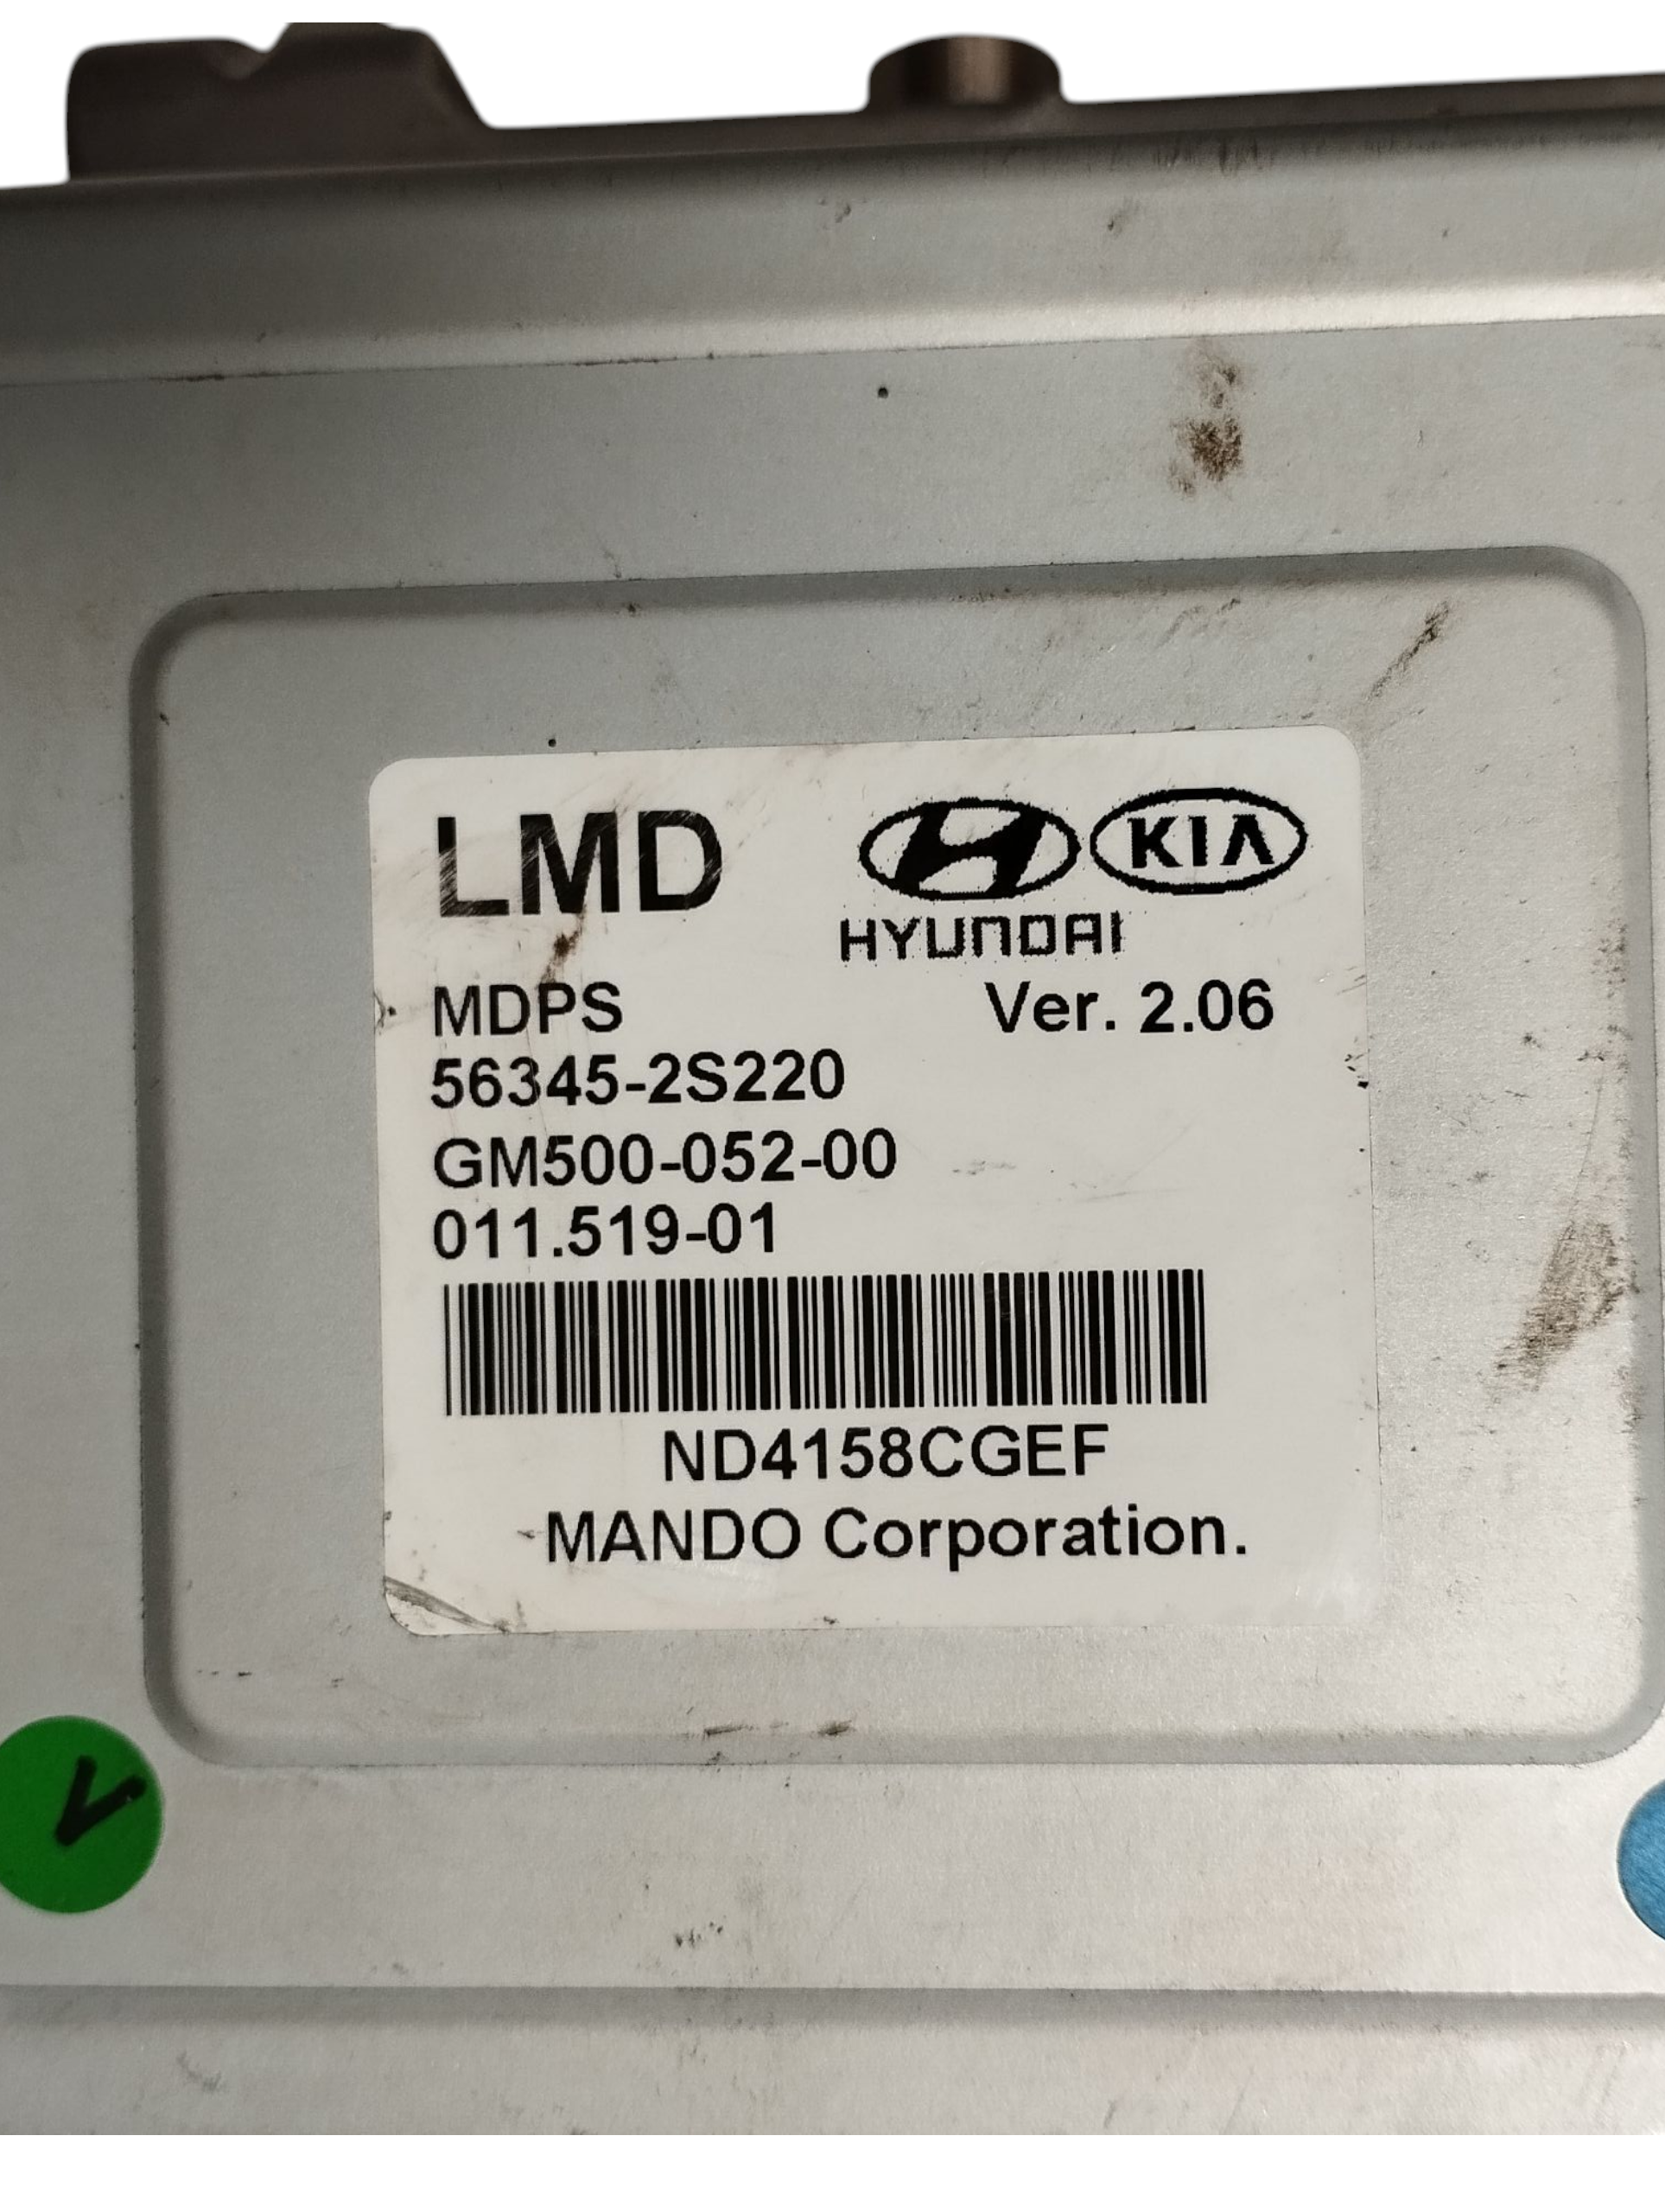 LMD
KIA
HYUNDAI
MDPS Ver. 2.06
56345-2S220
GM500-052-00
011.519-01
ND4158CGEF
MANDO Corporation.
V